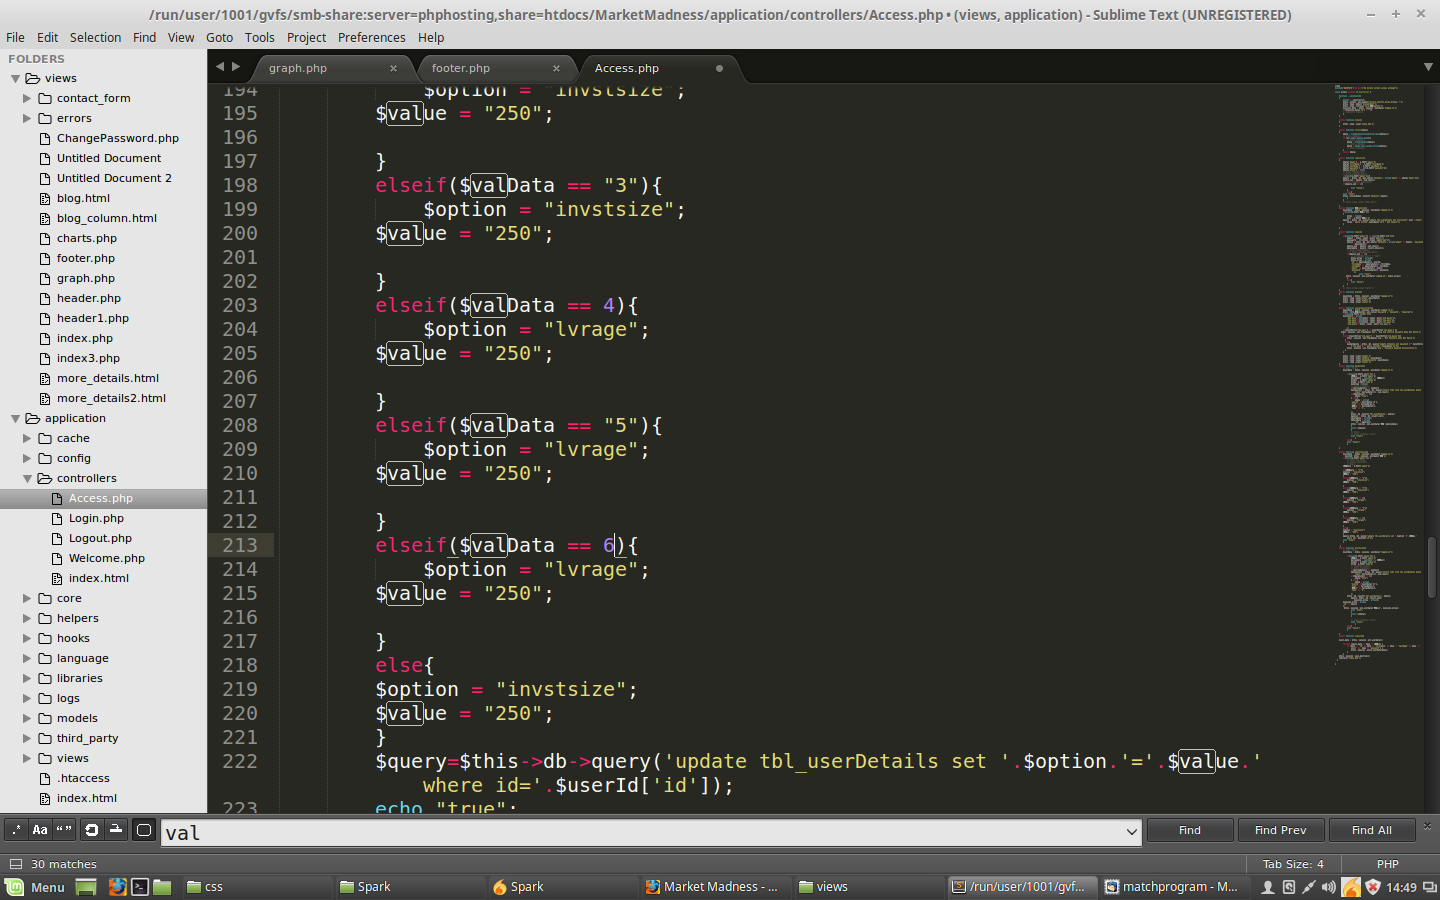 /run/user/1001/gvfs/smb-share:server=phphosting,share=htdocs/MarketMadness/application/controllers/Access.php • (views, application) - Sublime Text (UNREGISTERED)
File Edit Selection Find View Goto Tools Project Preferences Help
FOLDERS
views
contact_form
errors
ChangePassword.php
Untitled Document
Untitled Document 2
blog.html
blog_column.html
charts.php
footer.php
graph.php
header.php
header1.php
index.php
index3.php
more_details.html
more_details2.html
application
cache
config
controllers
Access.php
Login.php
Logout.php
Welcome.php
index.html
core
helpers
hooks
language
libraries
logs
models
third_party
views
.htaccess
index.html
graph.php × footer.php × Access.php
194 $option = "invstsize";
195 $value = "250";
196
197 }
198 elseif($valData == "3"){
199 $option = "invstsize";
200 $value = "250";
201
202 }
203 elseif($valData == 4){
204 $option = "lvrage";
205 $value = "250";
206
207 }
208 elseif($valData == "5"){
209 $option = "lvrage";
210 $value = "250";
211
212 }
213 elseif($valData == 6){
214 $option = "lvrage";
215 $value = "250";
216
217 }
218 else{
219 $option = "invstsize";
220 $value = "250";
221 }
222 $query=$this->db->query('update tbl_userDetails set '.$option.'='.$value.'
where id='.$userId['id']);
223 echo "true";
.* Aa “ ” val Find Find Prev Find All
30 matches Tab Size: 4 PHP
Menu css Spark Spark Market Madness - ... views /run/user/1001/gvf... matchprogram - M... 14:49